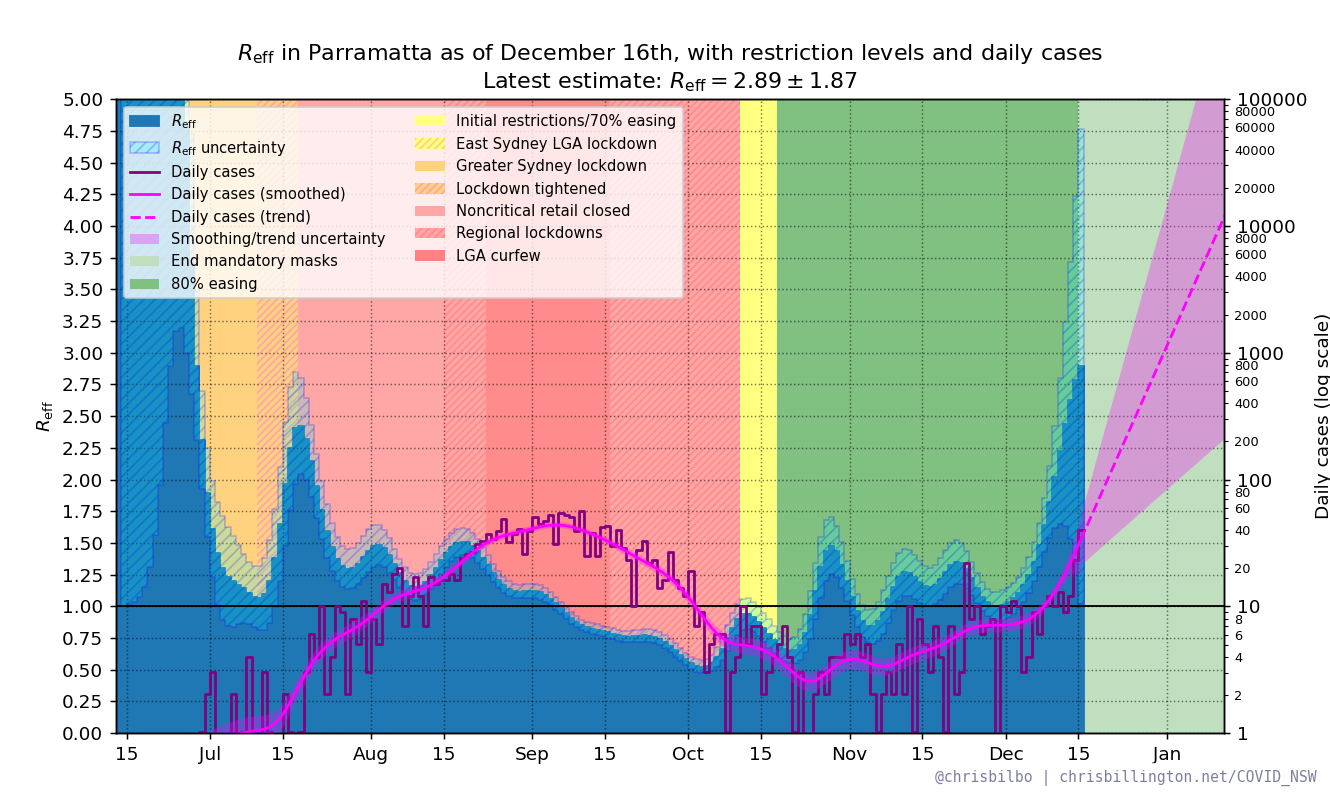 Reff in Parramatta as of December 16th, with restriction levels and daily cases
Latest estimate: Reff = 2.89 ± 1.87
Reff
Reff uncertainty
Daily cases
Daily cases (smoothed)
Daily cases (trend)
Smoothing/trend uncertainty
End mandatory masks
80% easing
Initial restrictions/70% easing
East Sydney LGA lockdown
Greater Sydney lockdown
Lockdown tightened
Noncritical retail closed
Regional lockdowns
LGA curfew
Reff
5.00
4.75
4.50
4.25
4.00
3.75
3.50
3.25
3.00
2.75
2.50
2.25
2.00
1.75
1.50
1.25
1.00
0.75
0.50
0.25
0.00
15 Jul 15 Aug 15 Sep 15 Oct 15 Nov 15 Dec 15 Jan
100000
80000
60000
40000
20000
10000
8000
6000
4000
2000
1000
800
600
400
200
100
80
60
40
20
10
8
6
4
2
1
Daily cases (log scale)
@chrisbilbo | chrisbillington.net/COVID_NSW